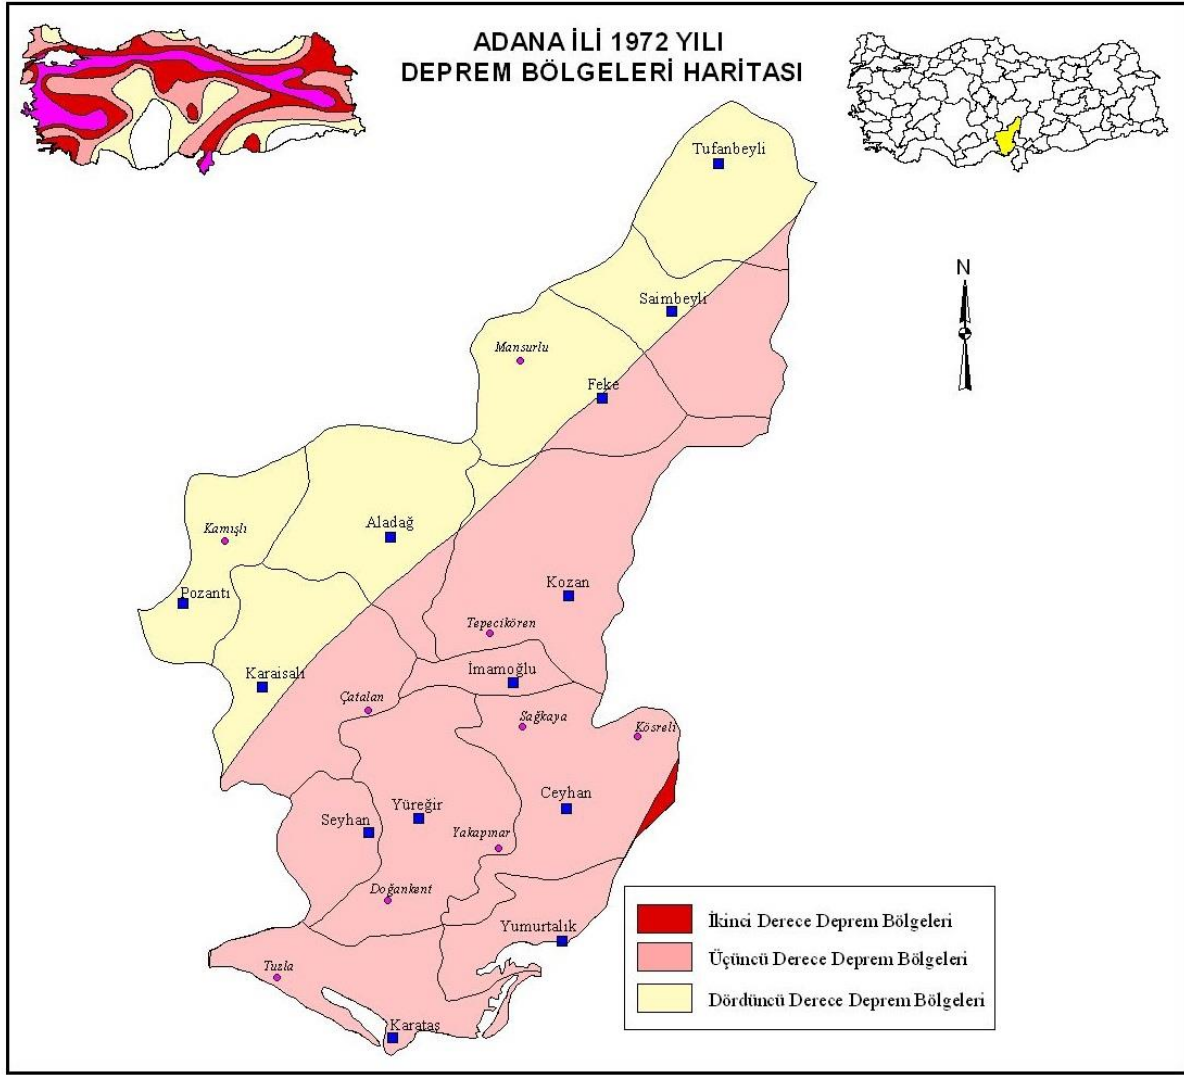 ADANA İLİ 1972 YILI
DEPREM BÖLGELERİ HARİTASI
Tufanbeyli
N
Saimbeyli
Mansurlu
Feke
Aladağ
Kamışlı
Kozan
Pozantı
Tepecikören
Karaisalı
İmamoğlu
Çatalan
Sağkaya
Kösreli
Ceyhan
Yüreğir
Seyhan
Yakapınar
Doğankent
Yumurtalık
Tuzla
Karataş
İkinci Derece Deprem Bölgeleri
Üçüncü Derece Deprem Bölgeleri
Dördüncü Derece Deprem Bölgeleri